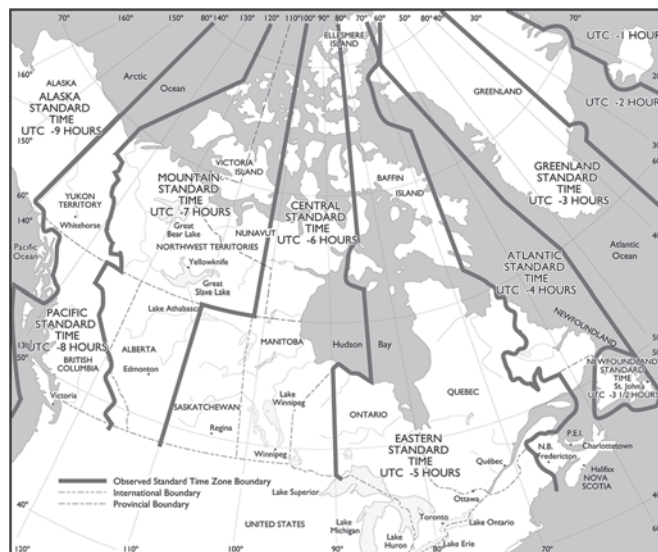 160°
70°
150°
160°
80°
140°
130°
120°
110°
100°
90°
80°
60°
80°
40°
30°
70°
20°
ELLESMERE
ISLAND
ALASKA
ALASKA
STANDARD
TIME
UTC -9 HOURS
Arctic
Ocean
GREENLAND
UTC -1 HOUR
UTC -2 HOURS
150°
VICTORIA
ISLAND
MOUNTAIN
STANDARD
TIME
UTC -7 HOURS
BAFFIN
ISLAND
GREENLAND
STANDARD
TIME
UTC -3 HOURS
60°
140°
YUKON
TERRITORY
Whitehorse
Great
Bear Lake
NUNAVUT
NORTHWEST TERRITORIES
CENTRAL
STANDARD
TIME
UTC -6 HOURS
Pacific
Ocean
Yellowknife
Great
Slave Lake
ATLANTIC
STANDARD
TIME
UTC -4 HOURS
Atlantic
Ocean
PACIFIC
STANDARD
TIME
UTC -8 HOURS
Lake Athabasca
NEWFOUNDLAND
50°
BRITISH
COLUMBIA
ALBERTA
Edmonton
MANITOBA
Hudson
Bay
NEWFOUNDLAND
STANDARD
TIME
St. John's
UTC -3 1/2 HOURS
Victoria
SASKATCHEWAN
Regina
Lake
Winnipeg
Winnipeg
ONTARIO
QUEBEC
EASTERN
STANDARD
TIME
UTC -5 HOURS
Québec
N.B.
Fredericton
P.E.I.
Charlottetown
Halifax
NOVA
SCOTIA
Observed Standard Time Zone Boundary
International Boundary
Provincial Boundary
Lake Superior
Ottawa
40°
UNITED STATES
Lake
Michigan
Lake
Huron
Toronto
Lake Ontario
Lake Erie
120°
110°
100°
90°
80°
70°
60°